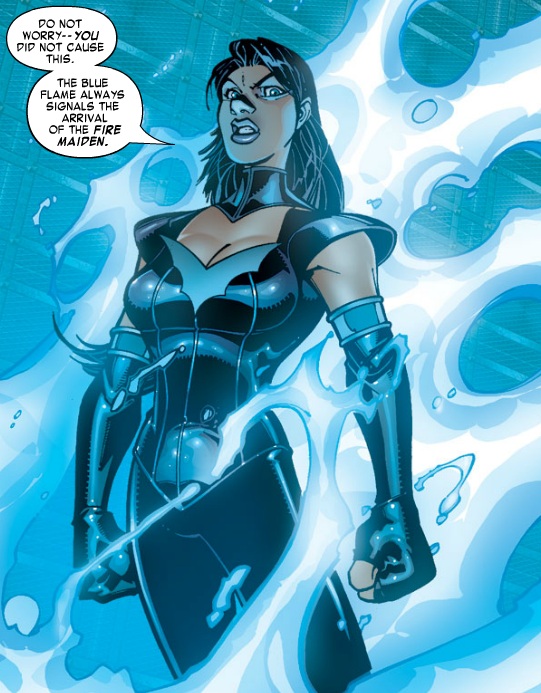 DO NOT
WORRY--YOU
DID NOT CAUSE
THIS.
THE BLUE
FLAME ALWAYS
SIGNALS THE
ARRIVAL
OF THE FIRE
MAIDEN.